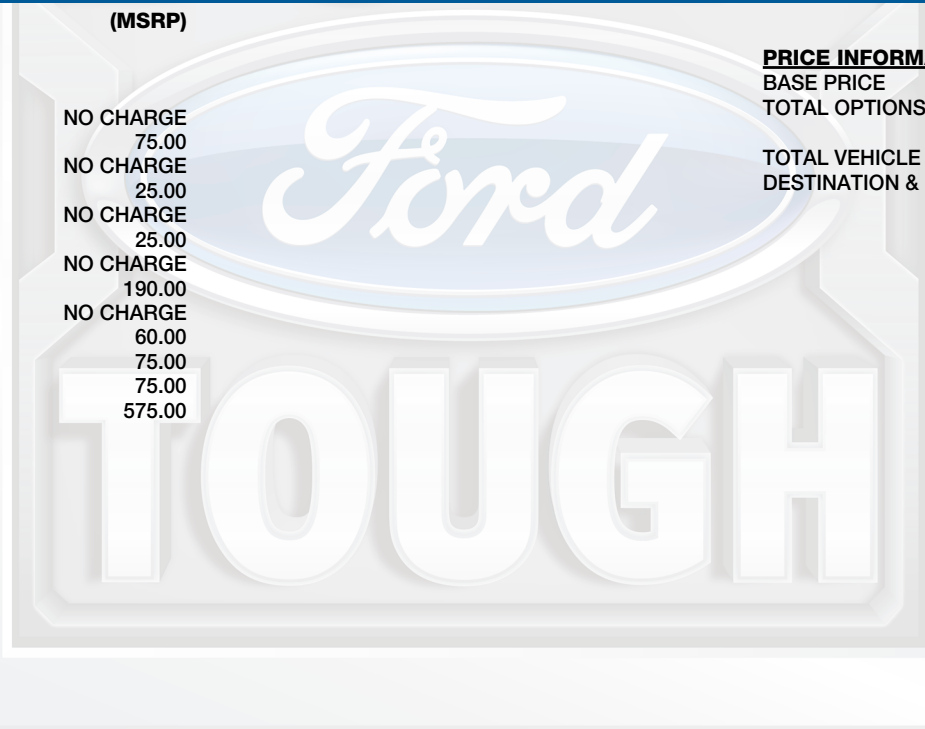 (MSRP)
NO CHARGE
75.00
NO CHARGE
25.00
NO CHARGE
25.00
NO CHARGE
190.00
NO CHARGE
60.00
75.00
75.00
575.00
PRICE INFORMA
BASE PRICE
TOTAL OPTIONS
TOTAL VEHICLE
DESTINATION &
Ford
TOUGH